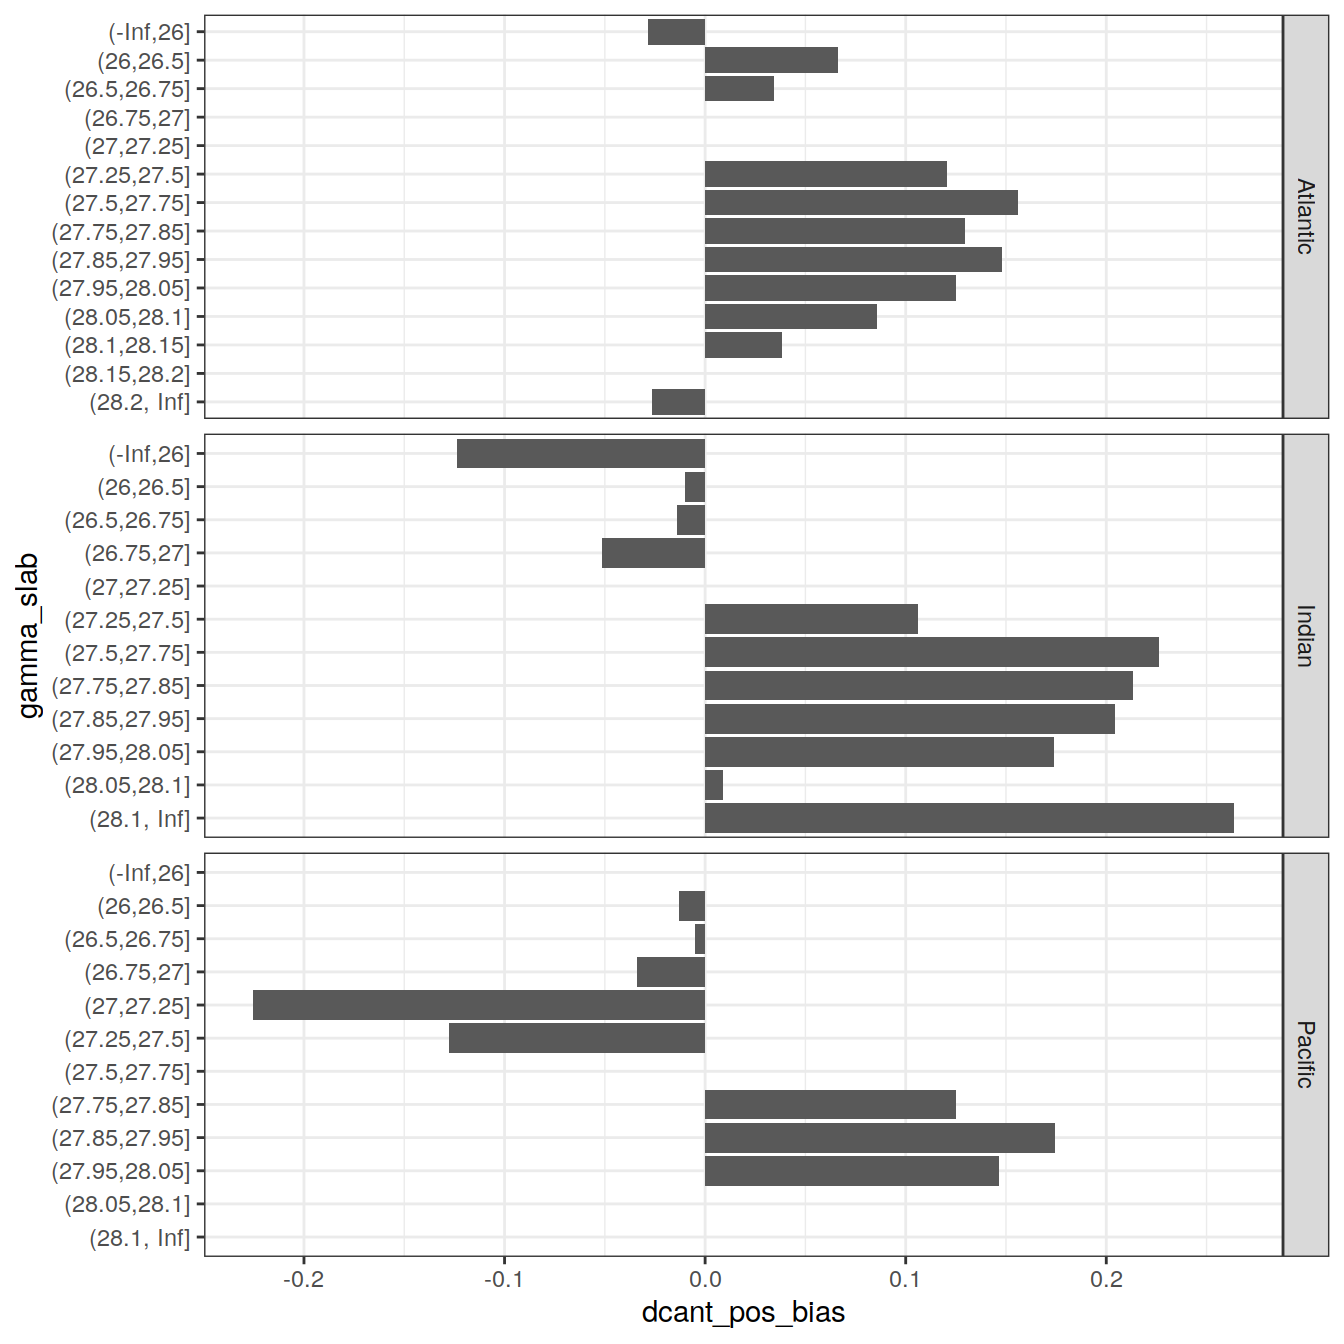 (-Inf,26]
(26,26.5]
(26.5,26.75]
(26.75,27]
(27,27.25]
(27.25,27.5]
(27.5,27.75]
(27.75,27.85]
(27.85,27.95]
(27.95,28.05]
(28.05,28.1]
(28.1,28.15]
(28.15,28.2]
(28.2, Inf]
Atlantic
(-Inf,26]
(26,26.5]
(26.5,26.75]
(26.75,27]
(27,27.25]
(27.25,27.5]
(27.5,27.75]
(27.75,27.85]
(27.85,27.95]
(27.95,28.05]
(28.05,28.1]
(28.1, Inf]
Indian
gamma_slab
(-Inf,26]
(26,26.5]
(26.5,26.75]
(26.75,27]
(27,27.25]
(27.25,27.5]
(27.5,27.75]
(27.75,27.85]
(27.85,27.95]
(27.95,28.05]
(28.05,28.1]
(28.1, Inf]
Pacific
-0.2 -0.1 0.0 0.1 0.2
dcant_pos_bias